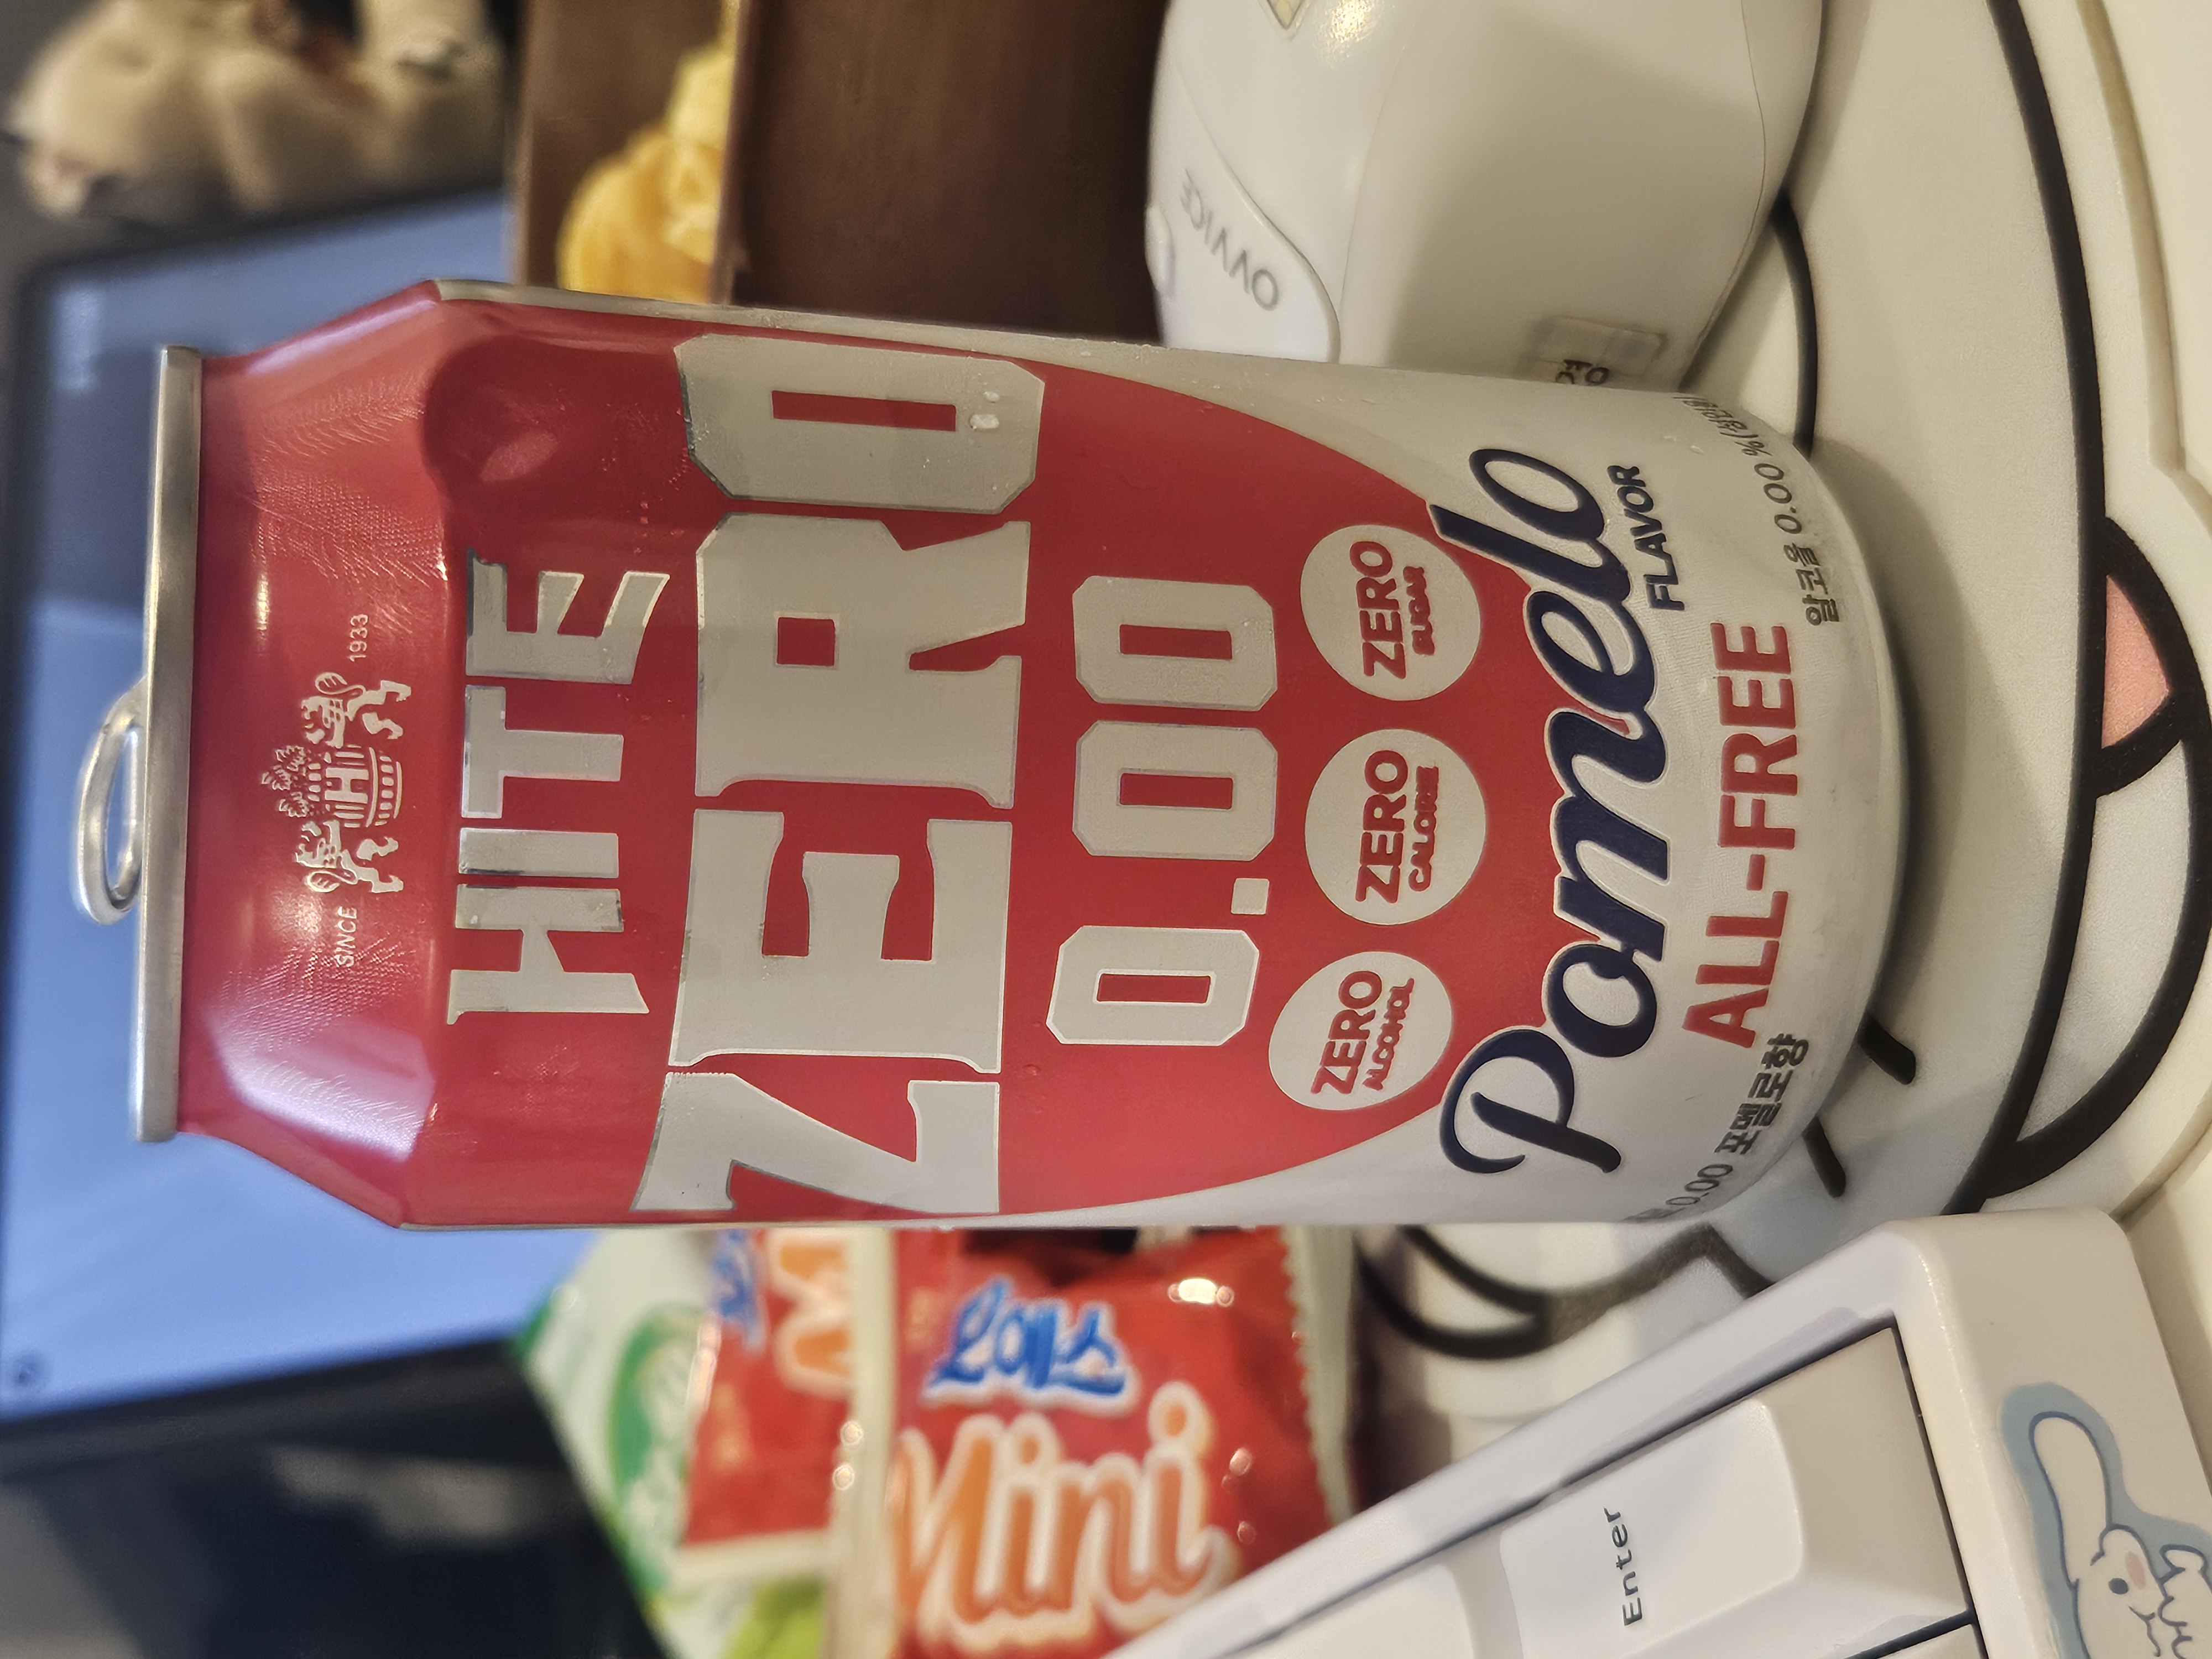 SINCE 1933
H
HITE
ZERO
0.00
ZERO
ALCOHOL
ZERO
CALORIE
ZERO
SUGAR
Pomelo
FLAVOR
ALL-FREE
0.00 포멜로향
알코올 0.00 %
오예스
Mini
Enter